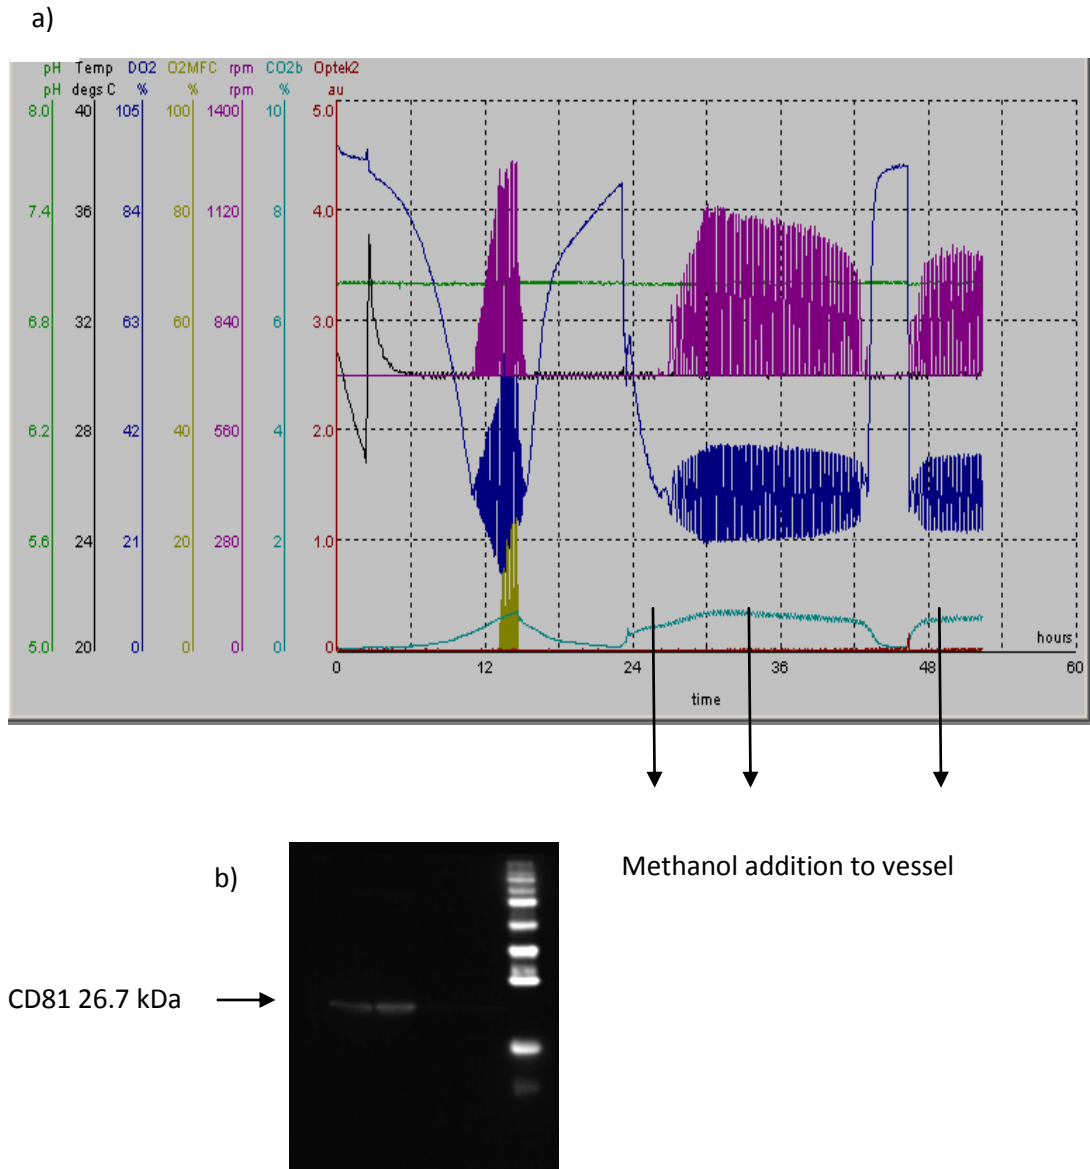 a)
pH Temp DO2 O2MFC rpm CO2b Optek2
pH degs C % % rpm % au
8.0 40 105 100 1400 10 5.0
7.4 36 84 80 1120 8 4.0
6.8 32 63 60 840 6 3.0
6.2 28 42 40 560 4 2.0
5.6 24 21 20 280 2 1.0
5.0 20 0 0 0 0 0
hours
0 12 24 36 48 60
time
Methanol addition to vessel
b)
CD81 26.7 kDa